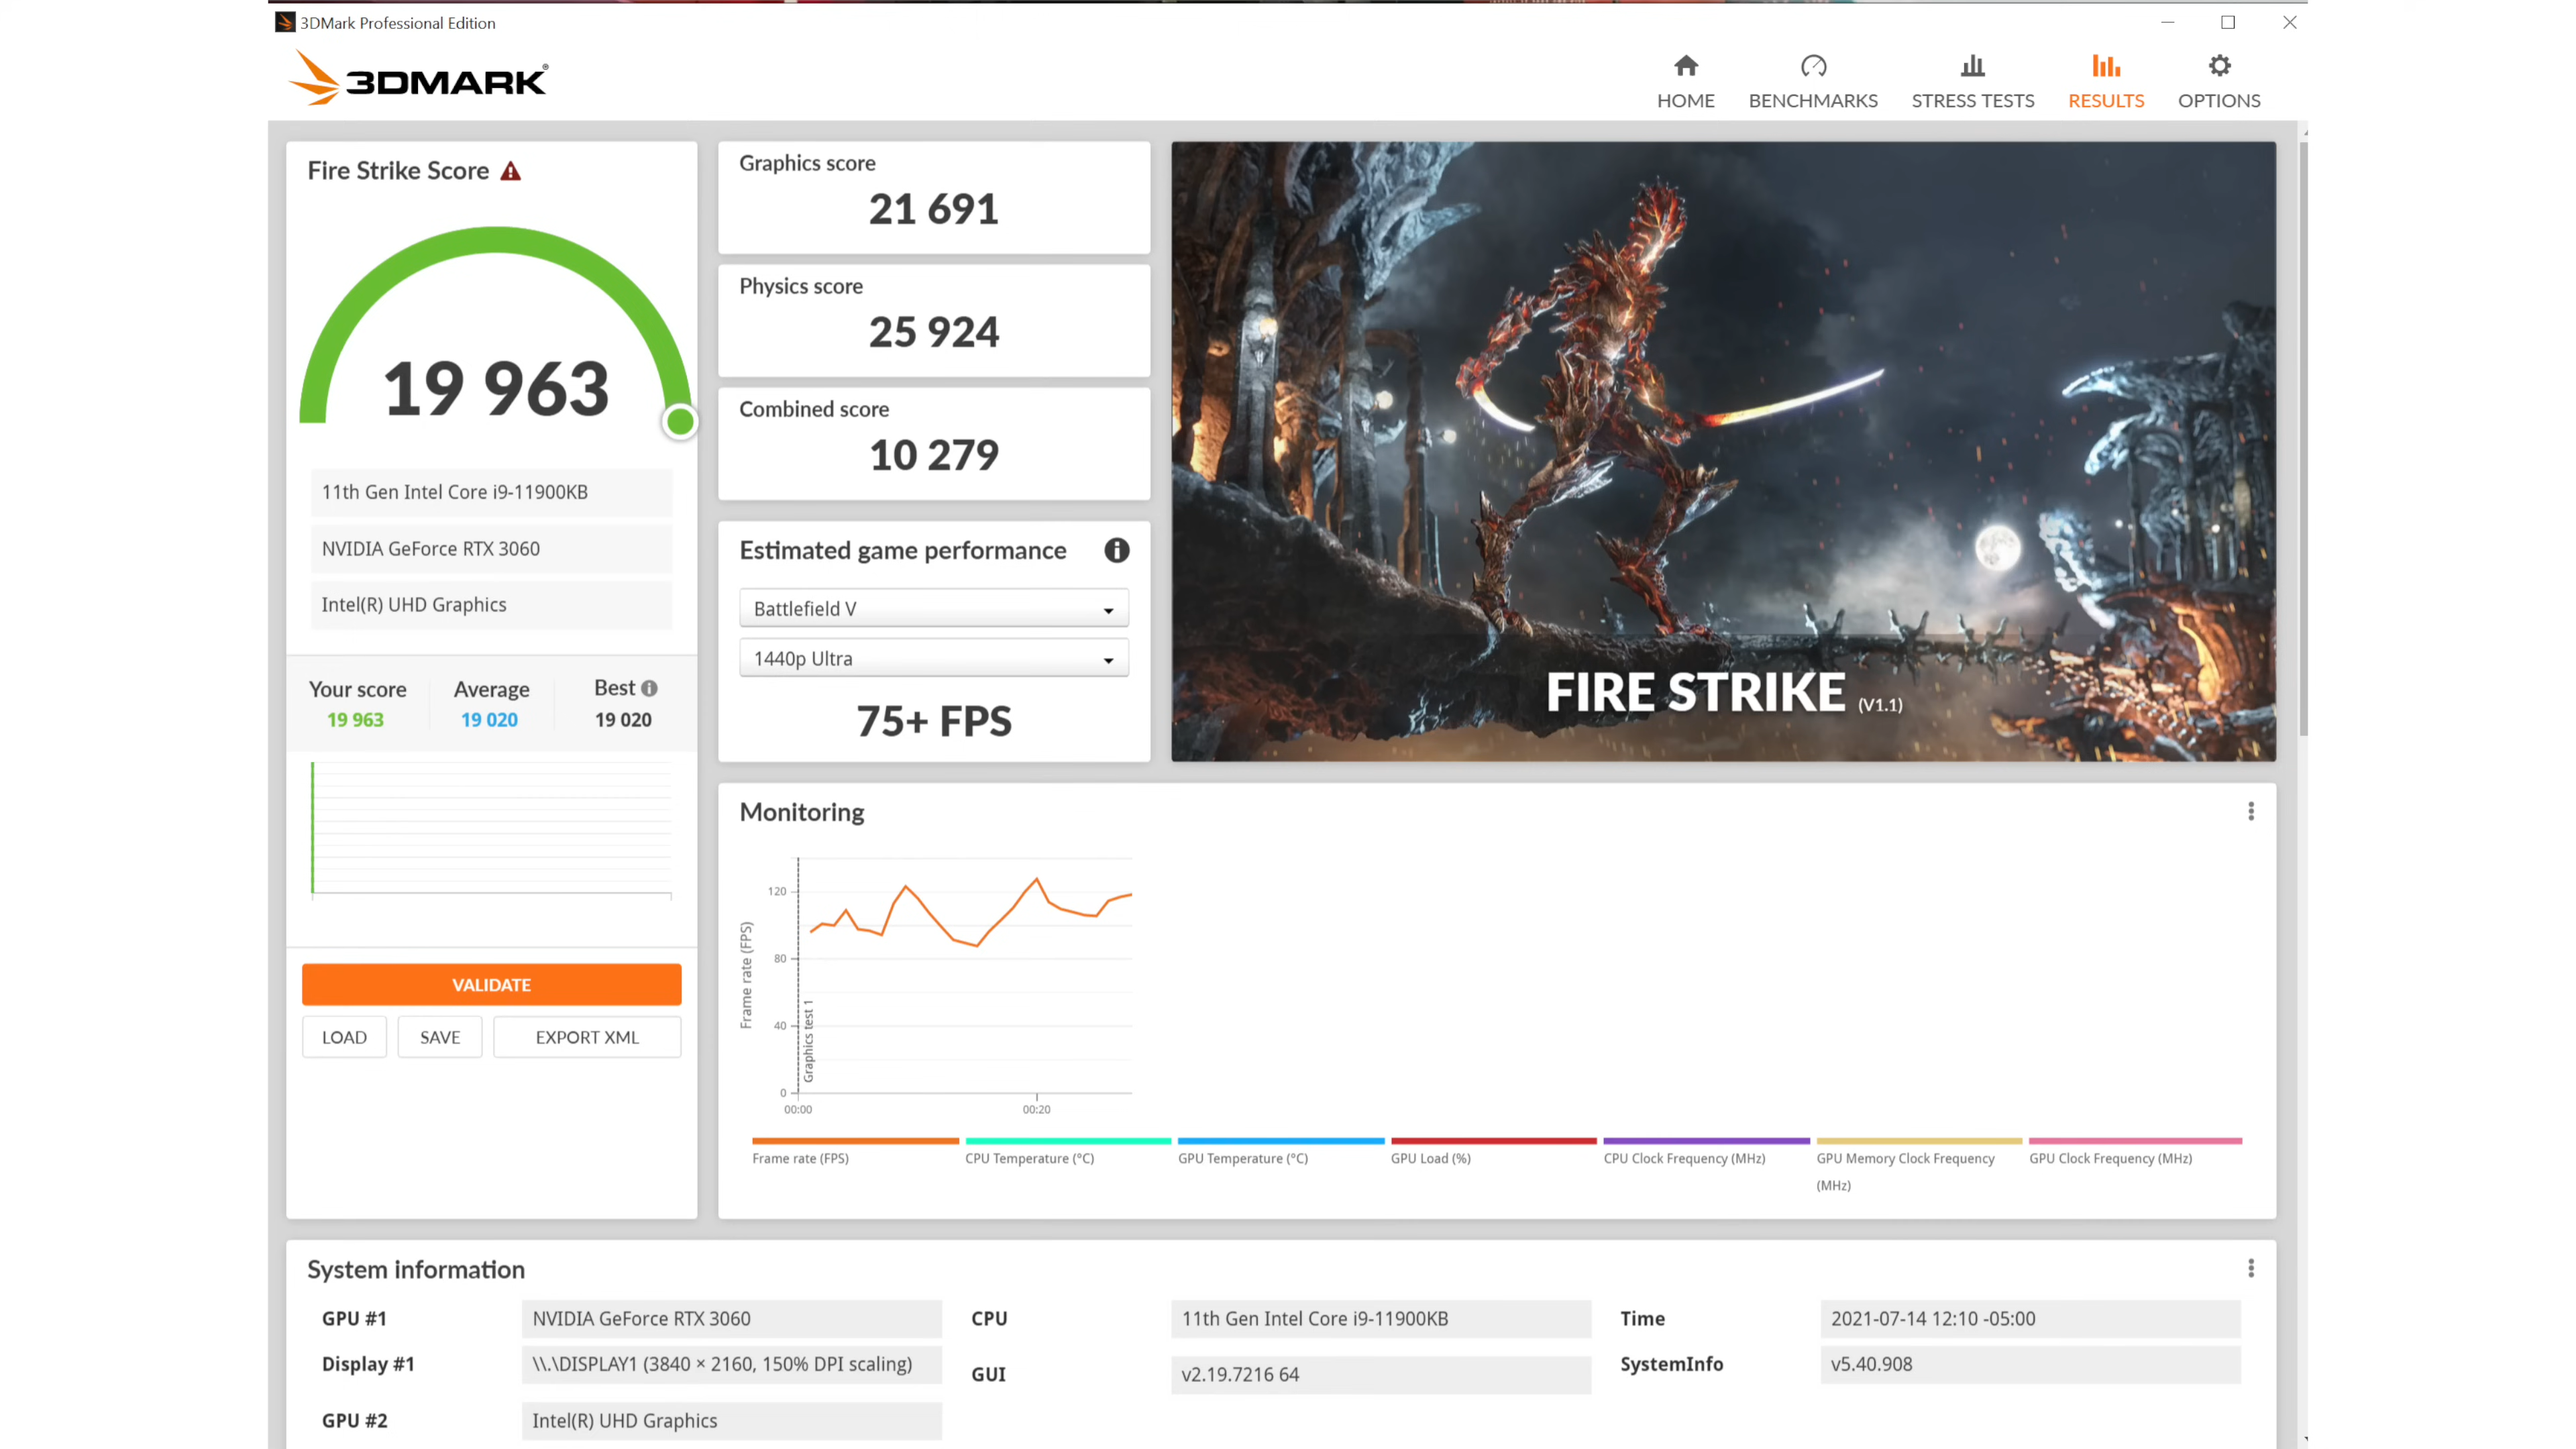 3DMark Professional Edition
3DMARK®
HOME
BENCHMARKS
STRESS TESTS
RESULTS
OPTIONS
Fire Strike Score
19 963
11th Gen Intel Core i9-11900KB
NVIDIA GeForce RTX 3060
Intel(R) UHD Graphics
Your score
19 963
Average
19 020
Best
19 020
VALIDATE
LOAD
SAVE
EXPORT XML
Graphics score
21 691
Physics score
25 924
Combined score
10 279
Estimated game performance
Battlefield V
1440p Ultra
75+ FPS
FIRE STRIKE (V1.1)
Monitoring
Frame rate (FPS)
120
80
40
0
Graphics test 1
00:00
00:20
Frame rate (FPS)
CPU Temperature (°C)
GPU Temperature (°C)
GPU Load (%)
CPU Clock Frequency (MHz)
GPU Memory Clock Frequency
(MHz)
GPU Clock Frequency (MHz)
System information
GPU #1
NVIDIA GeForce RTX 3060
Display #1
\\.\DISPLAY1 (3840 × 2160, 150% DPI scaling)
GPU #2
Intel(R) UHD Graphics
CPU
11th Gen Intel Core i9-11900KB
GUI
v2.19.7216 64
Time
2021-07-14 12:10 -05:00
SystemInfo
v5.40.908